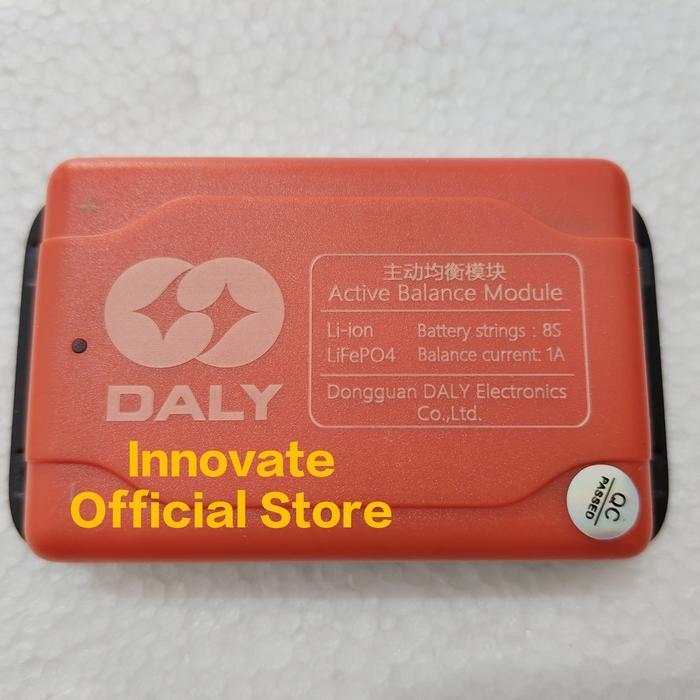 主动均衡模块
Active Balance Module
Li-ion Battery strings : 8S
LiFePO4 Balance current: 1A
Dongguan DALY Electronics
Co.,Ltd.
DALY
Innovate
Official Store
QC
PASSED